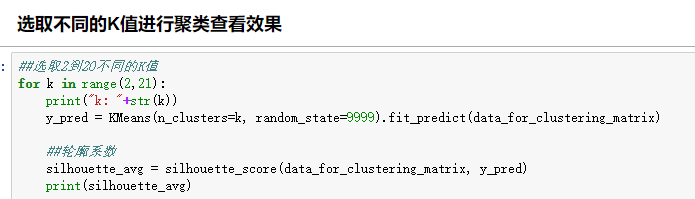 选取不同的K值进行聚类查看效果
: ##选取2到20不同的K值
for k in range(2,21):
    print("k: "+str(k))
    y_pred = KMeans(n_clusters=k, random_state=9999).fit_predict(data_for_clustering_matrix)

    ##轮廓系数
    silhouette_avg = silhouette_score(data_for_clustering_matrix, y_pred)
    print(silhouette_avg)